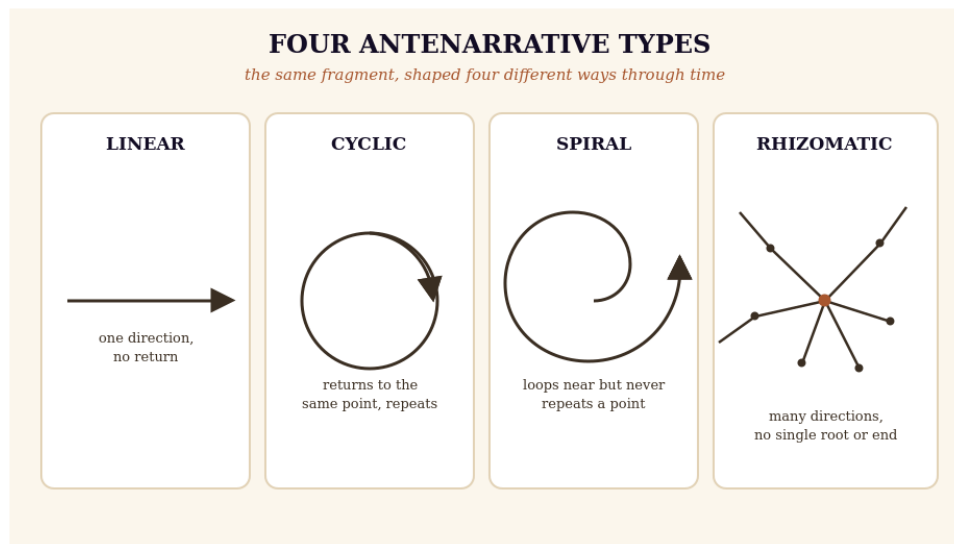 FOUR ANTENARRATIVE TYPES
the same fragment, shaped four different ways through time
LINEAR
one direction,
no return
CYCLIC
returns to the
same point, repeats
SPIRAL
loops near but never
repeats a point
RHIZOMATIC
many directions,
no single root or end